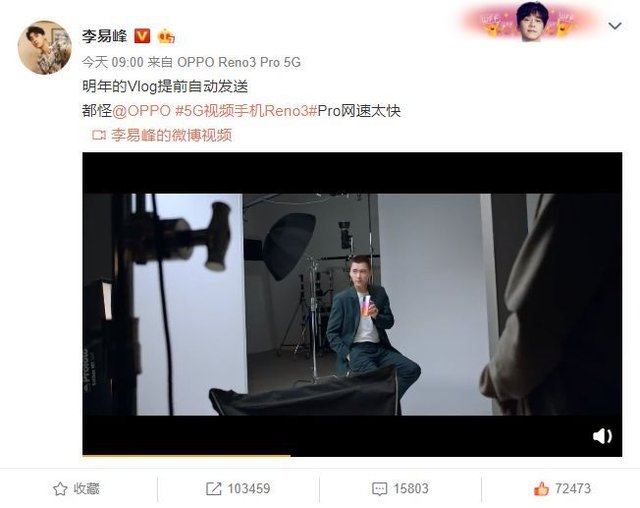 李易峰
今天 09:00 来自 OPPO Reno3 Pro 5G
明年的Vlog提前自动发送
都怪@OPPO #5G视频手机Reno3#Pro网速太快
李易峰的微博视频
Profoto
收藏
103459
15803
72473